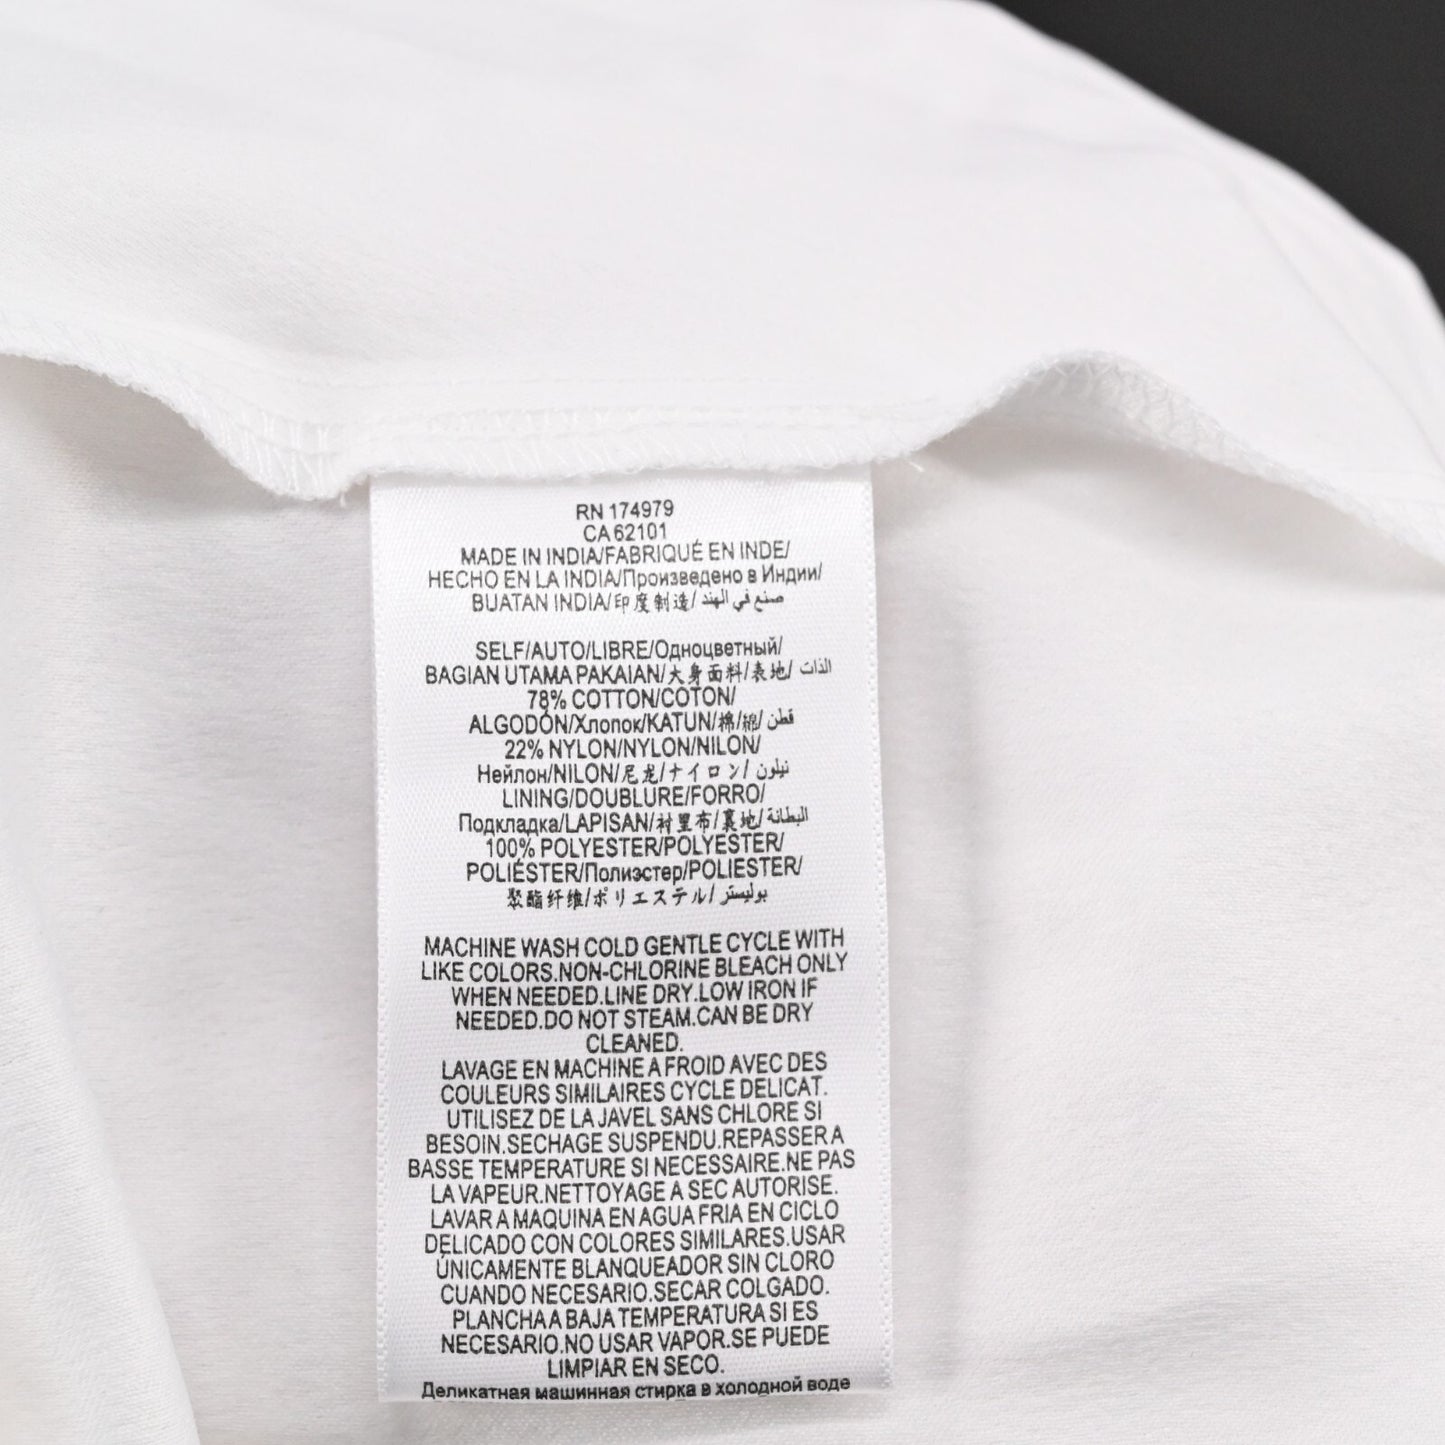 RN 174979
CA 62101
MADE IN INDIA/FABRIQUÉ EN INDE/
HECHO EN LA INDIA/Произведено в Индии/
BUATAN INDIA/印度制造/ صنع في الهند
SELF/AUTO/LIBRE/Одноцветный/
BAGIAN UTAMA PAKAIAN/大身面料/表地/ الذات
78% COTTON/COTON/
ALGODÓN/Хлопок/KATUN/棉/綿/ قطن
22% NYLON/NYLON/NILON/
Нейлон/NILON/尼龙/ナイロン/ نيلون
LINING/DOUBLURE/FORRO/
Подкладка/LAPISAN/衬里布/裏地/ البطانة
100% POLYESTER/POLYESTER/
POLIÉSTER/Полиэстер/POLIESTER/
聚酯纤维/ポリエステル/ بوليستر
MACHINE WASH COLD GENTLE CYCLE WITH
LIKE COLORS.NON-CHLORINE BLEACH ONLY
WHEN NEEDED.LINE DRY.LOW IRON IF
NEEDED.DO NOT STEAM.CAN BE DRY
CLEANED.
LAVAGE EN MACHINE A FROID AVEC DES
COULEURS SIMILAIRES CYCLE DELICAT.
UTILISEZ DE LA JAVEL SANS CHLORE SI
BESOIN.SECHAGE SUSPENDU.REPASSER A
BASSE TEMPERATURE SI NECESSAIRE.NE PAS
LA VAPEUR.NETTOYAGE A SEC AUTORISE.
LAVAR A MAQUINA EN AGUA FRIA EN CICLO
DELICADO CON COLORES SIMILARES.USAR
ÚNICAMENTE BLANQUEADOR SIN CLORO
CUANDO NECESARIO.SECAR COLGADO.
PLANCHA A BAJA TEMPERATURA SI ES
NECESARIO.NO USAR VAPOR.SE PUEDE
LIMPIAR EN SECO.
Деликатная машинная стирка в холодной воде